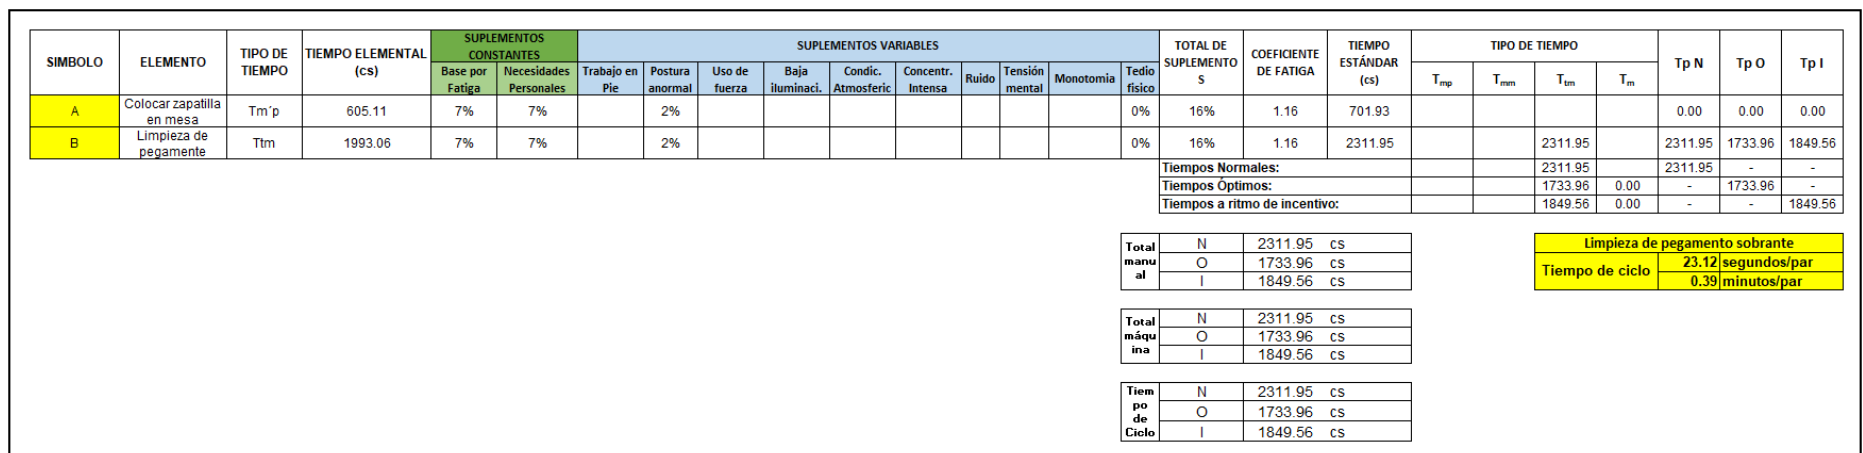 SIMBOLO ELEMENTO TIPO DE TIEMPO TIEMPO ELEMENTAL (cs) SUPLEMENTOS CONSTANTES SUPLEMENTOS VARIABLES TOTAL DE SUPLEMENTO S COEFICIENTE DE FATIGA TIEMPO ESTÁNDAR (cs) TIPO DE TIEMPO Tp N Tp O Tp I
Base por Fatiga Necesidades Personales Trabajo en Pie Postura anormal Uso de fuerza Baja iluminaci. Condic. Atmosferic Concentr. Intensa Ruido Tensión mental Monotomia Tedio fisico Tmp Tmm Ttm Tm
A Colocar zapatilla en mesa Tm´p 605.11 7% 7% 2% 0% 16% 1.16 701.93 0.00 0.00 0.00
B Limpieza de pegamente Ttm 1993.06 7% 7% 2% 0% 16% 1.16 2311.95 2311.95 2311.95 1733.96 1849.56
Tiempos Normales: 2311.95 2311.95 - -
Tiempos Óptimos: 1733.96 0.00 - 1733.96 -
Tiempos a ritmo de incentivo: 1849.56 0.00 - - 1849.56
Total manu al
N 2311.95 cs
O 1733.96 cs
I 1849.56 cs
Limpieza de pegamento sobrante
Tiempo de ciclo
23.12 segundos/par
0.39 minutos/par
Total máqu ina
N 2311.95 cs
O 1733.96 cs
I 1849.56 cs
Tiem po de Ciclo
N 2311.95 cs
O 1733.96 cs
I 1849.56 cs